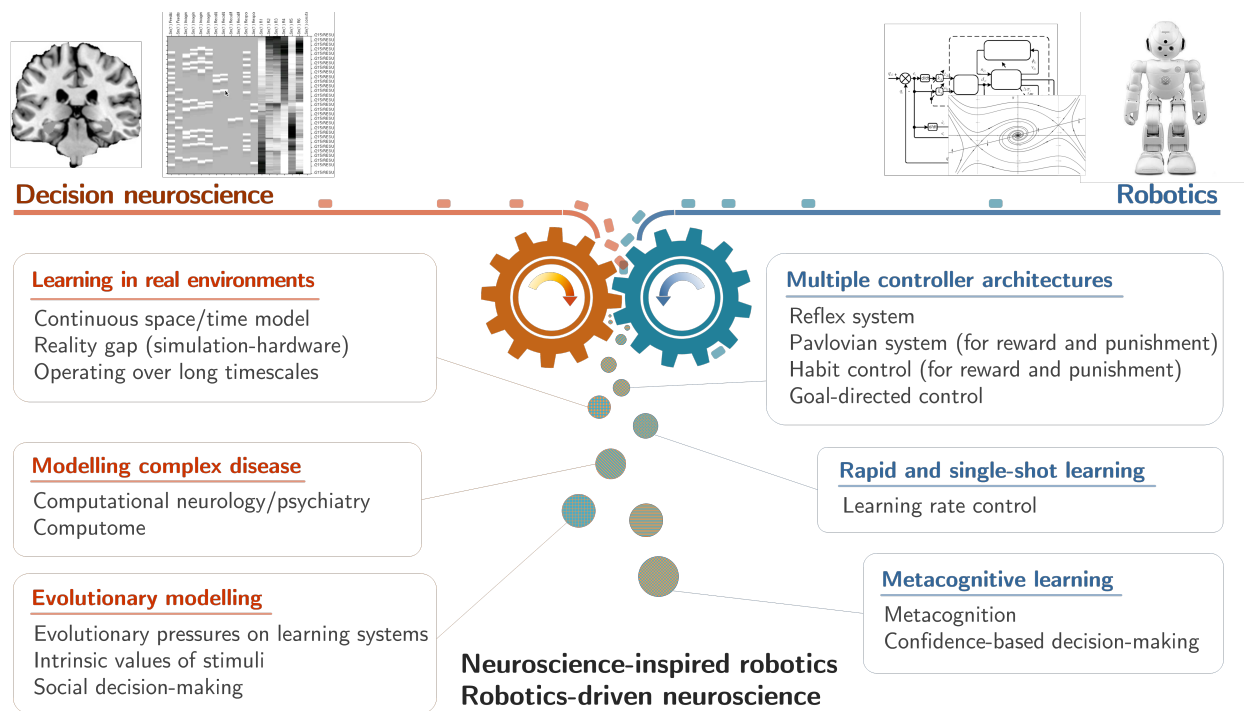 Decision neuroscience
Robotics
Learning in real environments
Continuous space/time model
Reality gap (simulation-hardware)
Operating over long timescales
Modelling complex disease
Computational neurology/psychiatry
Computome
Evolutionary modelling
Evolutionary pressures on learning systems
Intrinsic values of stimuli
Social decision-making
Multiple controller architectures
Reflex system
Pavlovian system (for reward and punishment)
Habit control (for reward and punishment)
Goal-directed control
Rapid and single-shot learning
Learning rate control
Metacognitive learning
Metacognition
Confidence-based decision-making
Neuroscience-inspired robotics
Robotics-driven neuroscience